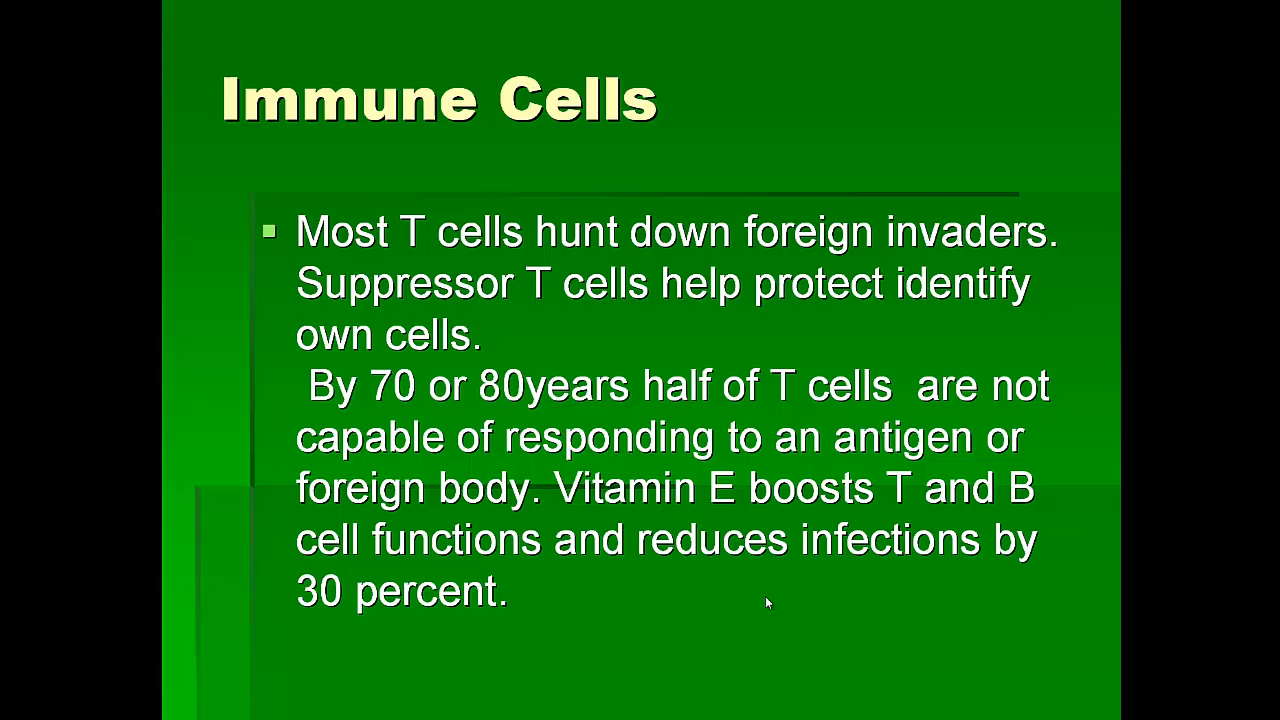 Immune Cells
Most T cells hunt down foreign invaders.
Suppressor T cells help protect identify
own cells.
By 70 or 80years half of T cells  are not
capable of responding to an antigen or
foreign body. Vitamin E boosts T and B
cell functions and reduces infections by
30 percent.